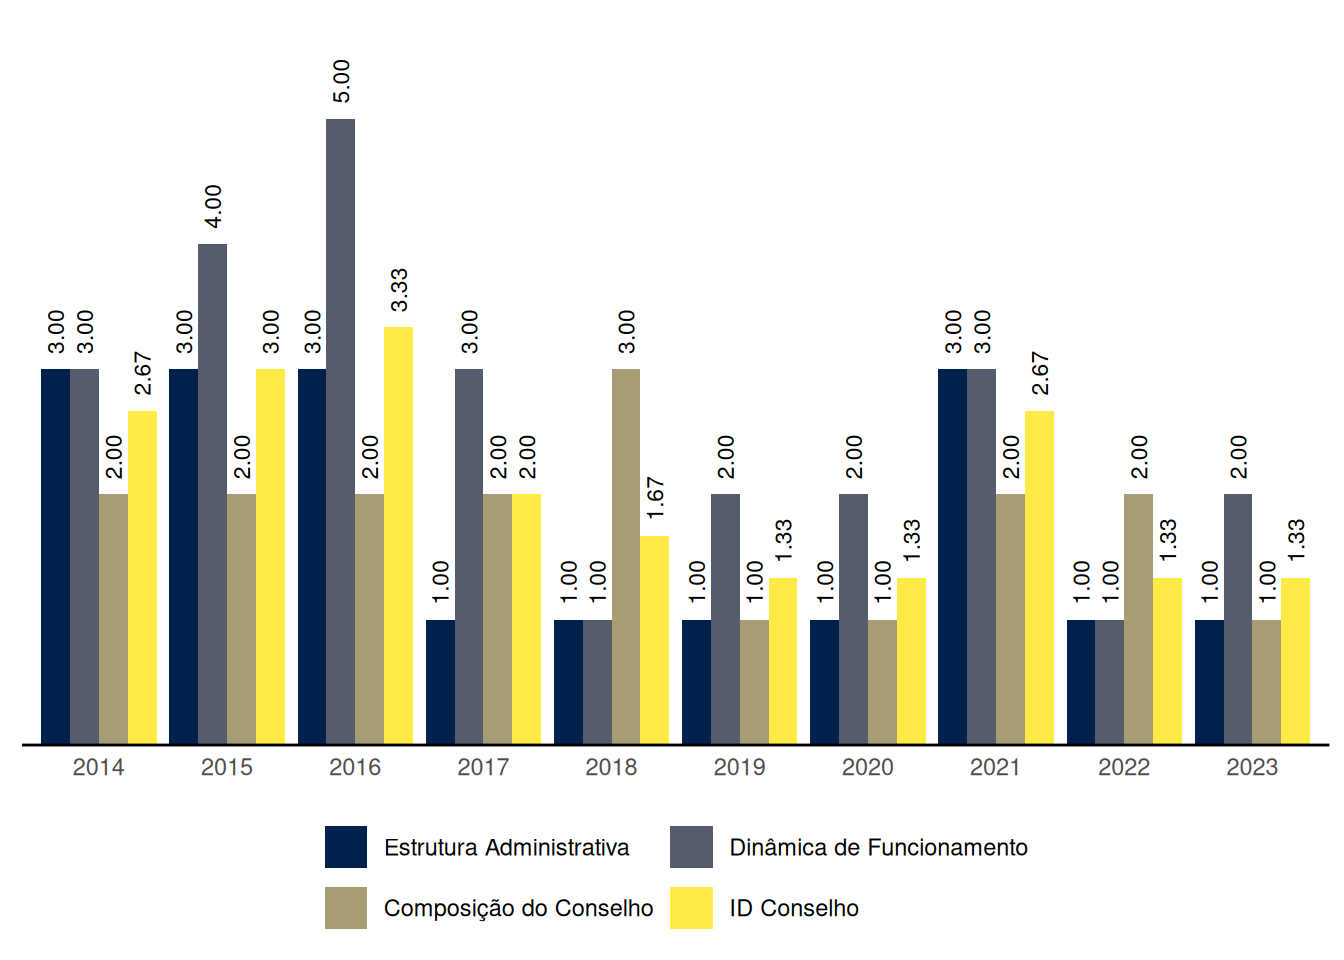 5.00
4.00
3.33
3.00 3.00 3.00 3.00 3.00 3.00 3.00 3.00 3.00
2.67 2.67
2.00 2.00 2.00 2.00 2.00 2.00 2.00 2.00 2.00 2.00
1.67
1.33 1.33 1.33 1.33
1.00 1.00 1.00 1.00 1.00 1.00 1.00 1.00 1.00 1.00 1.00
2014 2015 2016 2017 2018 2019 2020 2021 2022 2023
Estrutura Administrativa Dinâmica de Funcionamento
Composição do Conselho ID Conselho